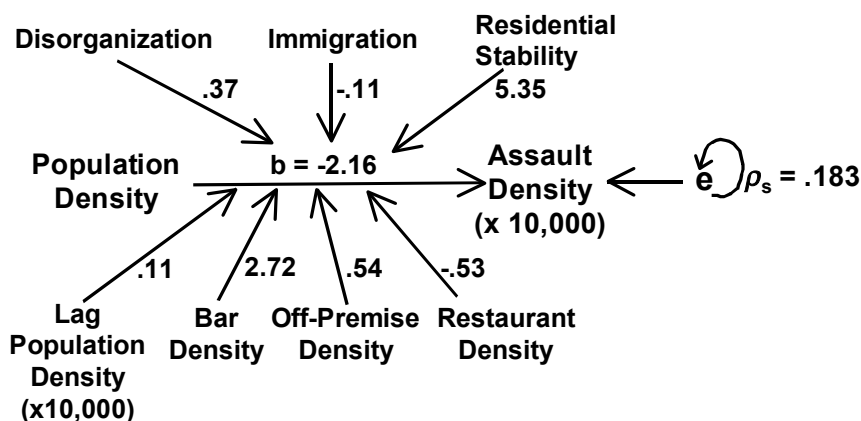 Disorganization
Immigration
Residential
Stability
.37
-.11
5.35
Population
Density
b = -2.16
Assault
Density
(x 10,000)
e
ρs = .183
.11
2.72
.54
-.53
Lag
Population
Density
(x10,000)
Bar
Density
Off-Premise
Density
Restaurant
Density